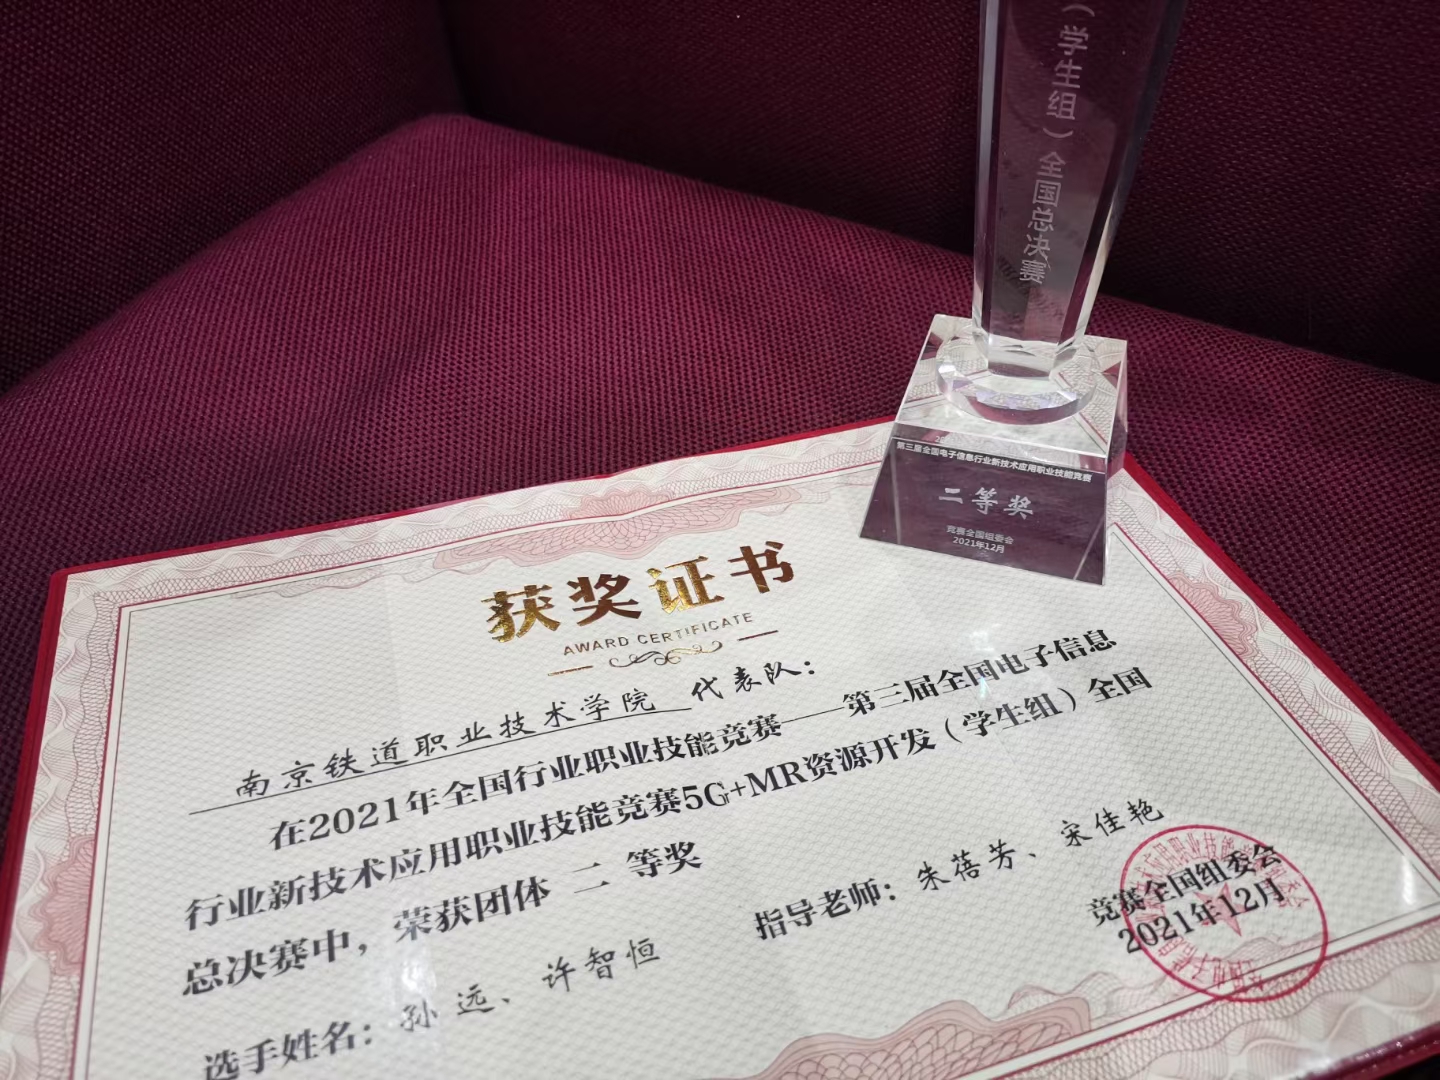 （学生组）全国总决赛
第三届全国电子信息行业新技术应用职业技能竞赛
二等奖
竞赛全国组委会
2021年12月
获奖证书
AWARD CERTIFICATE
南京铁道职业技术学院 代表队：
在2021年全国行业职业技能竞赛——第三届全国电子信息
行业新技术应用职业技能竞赛5G+MR资源开发（学生组）全国
总决赛中，荣获团体 二 等奖
选手姓名：孙远、许智恒 指导老师：朱蓓芳、宋佳艳
竞赛全国组委会
2021年12月